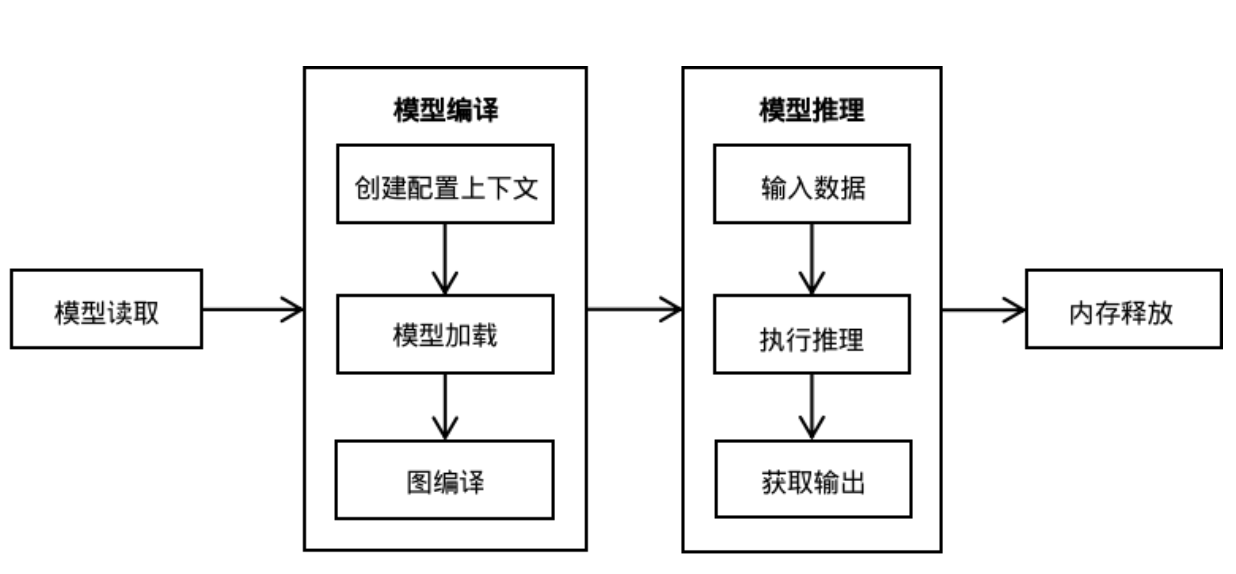 模型读取
模型编译
创建配置上下文
模型加载
图编译
模型推理
输入数据
执行推理
获取输出
内存释放